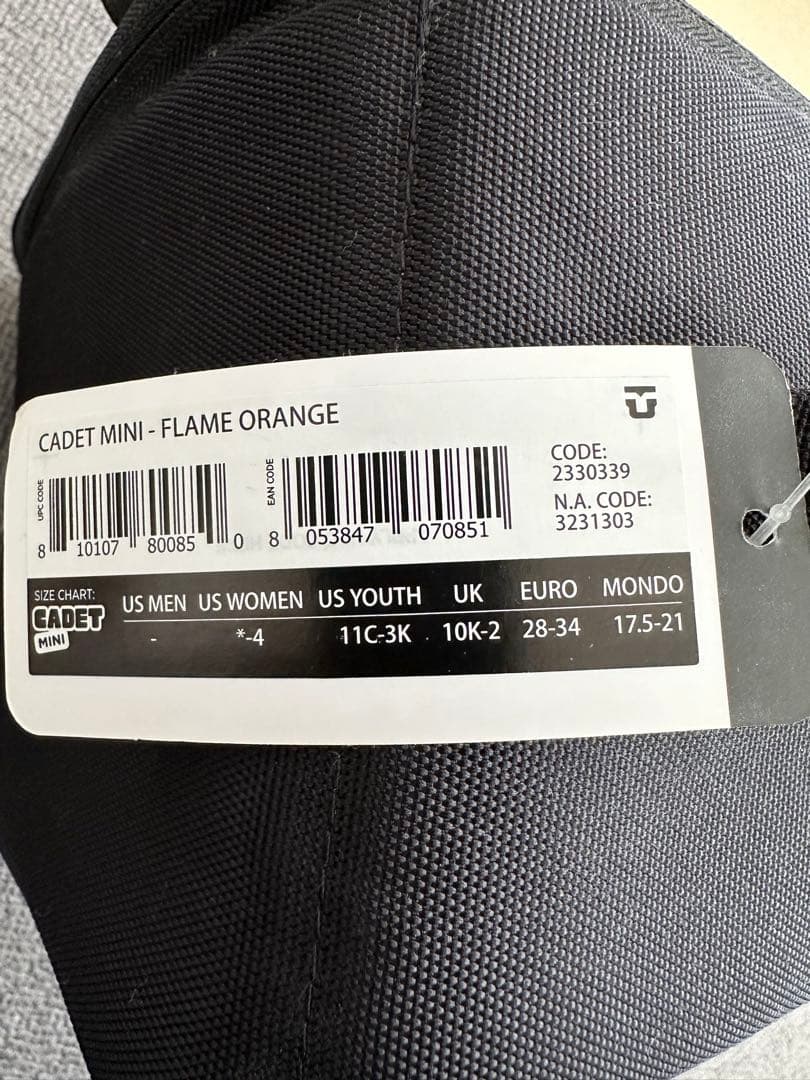 CADET MINI - FLAME ORANGE
UPC CODE
8 10107 80085 0
EAN CODE
8 053847 070851
CODE:
2330339
N.A. CODE:
3231303
SIZE CHART:
CADET
MINI
US MEN US WOMEN US YOUTH UK EURO MONDO
- *-4 11C-3K 10K-2 28-34 17.5-21